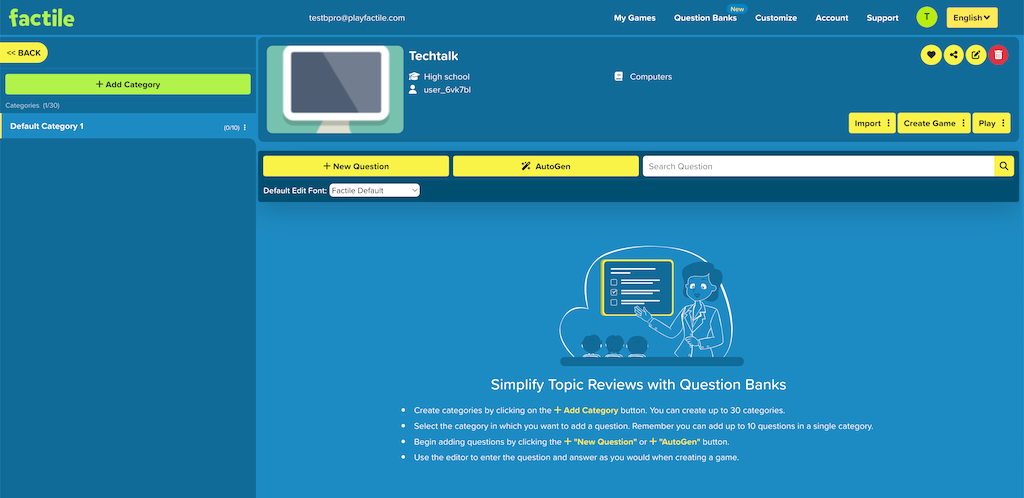 factile
testbpro@playfactile.com
My Games
Question Banks
New
Customize
Account
Support
T
English
<< BACK
+ Add Category
Categories (1/30)
Default Category 1
(0/10)
Techtalk
High school
Computers
user_6vk7bl
Import
Create Game
Play
+ New Question
AutoGen
Search Question
Default Edit Font: Factile Default
Simplify Topic Reviews with Question Banks
• Create categories by clicking on the + Add Category button. You can create up to 30 categories.
• Select the category in which you want to add a question. Remember you can add up to 10 questions in a single category.
• Begin adding questions by clicking the + "New Question" or + "AutoGen" button.
• Use the editor to enter the question and answer as you would when creating a game.